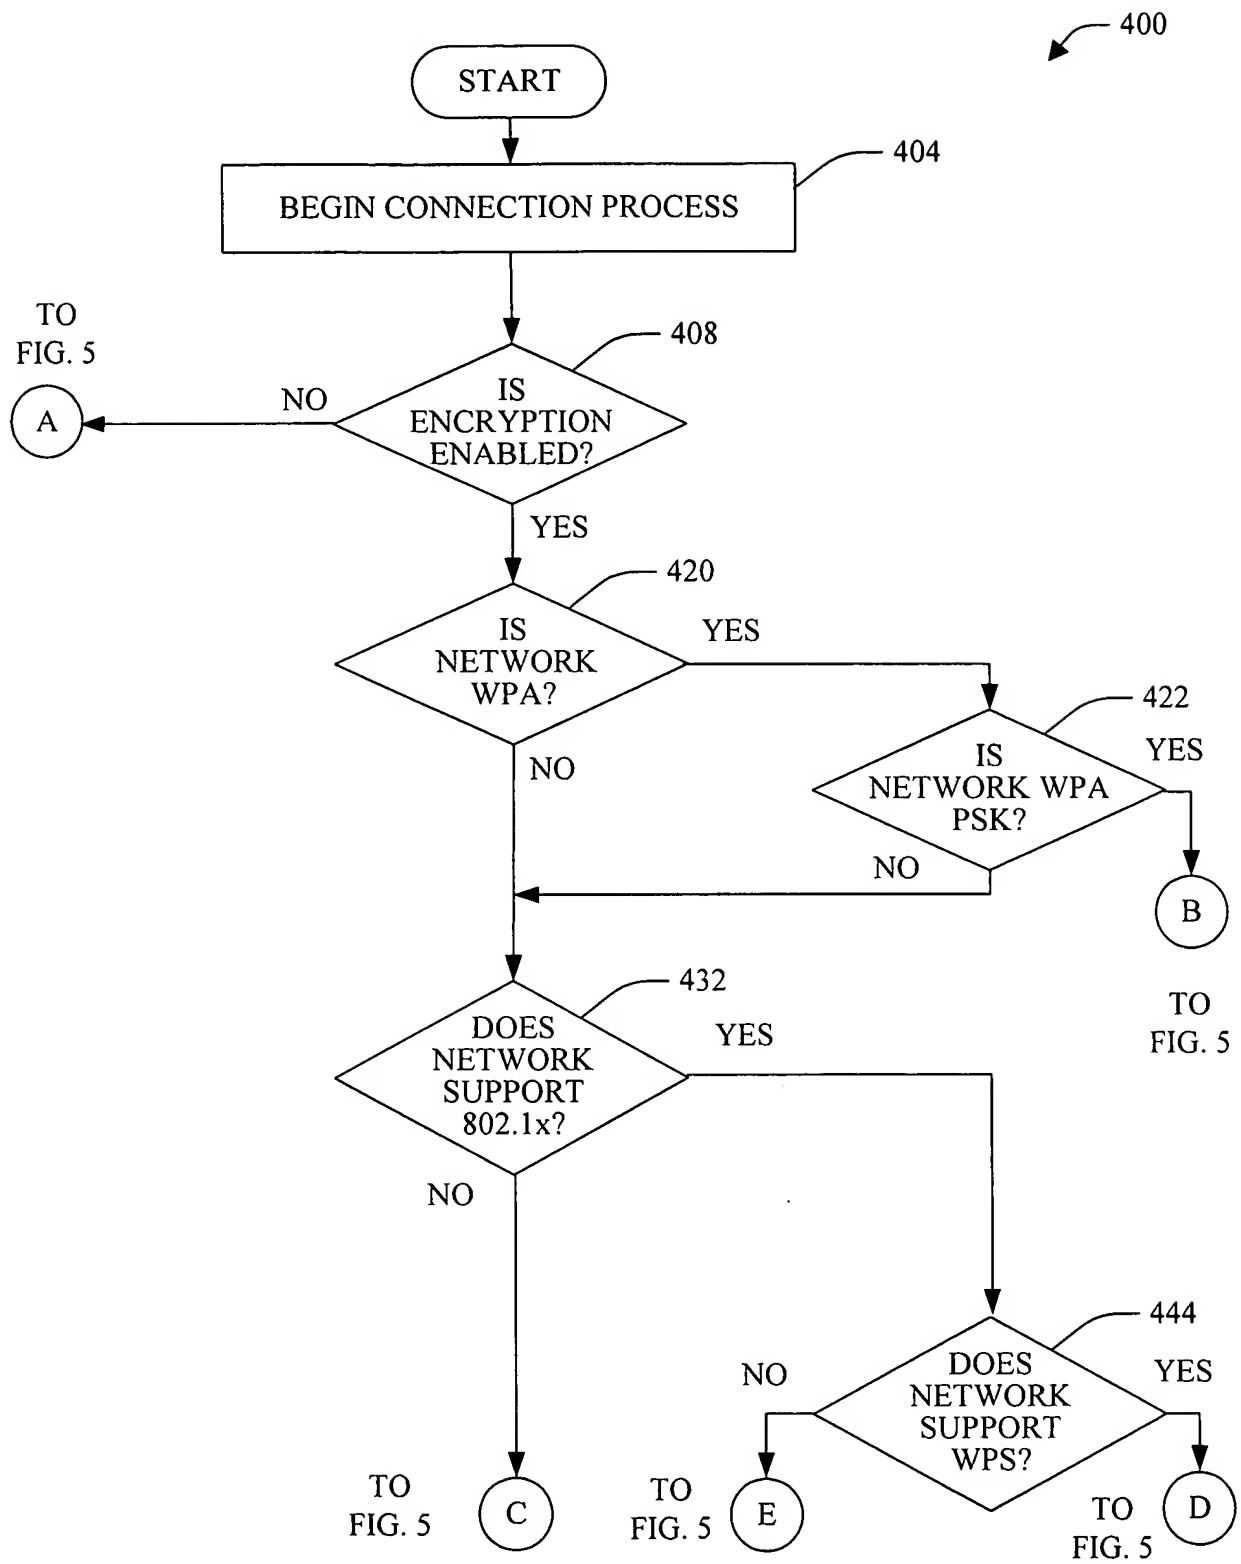 400
START
404
BEGIN CONNECTION PROCESS
TO
FIG. 5
A
NO
408
IS
ENCRYPTION
ENABLED?
YES
420
IS
NETWORK
WPA?
YES
NO
422
IS
NETWORK WPA
PSK?
YES
NO
B
TO
FIG. 5
432
DOES
NETWORK
SUPPORT
802.1x?
YES
NO
444
DOES
NETWORK
SUPPORT
WPS?
NO
YES
TO
FIG. 5
C
TO
FIG. 5
E
TO
FIG. 5
D